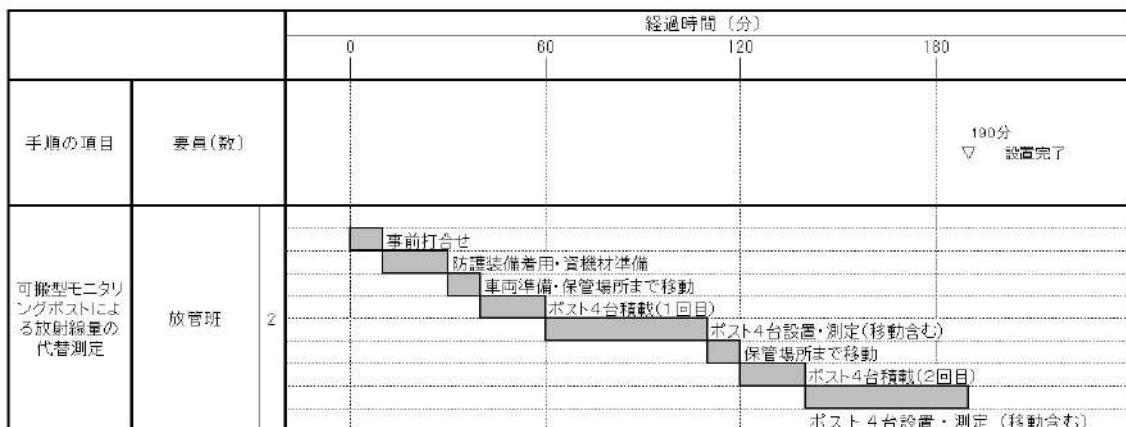 経過時間（分）
0 60 120 180
手順の項目 要員(数)
190分
▽ 設置完了
事前打合せ
防護装備着用・資機材準備
車両準備・保管場所まで移動
ポスト4台積載(1回目)
ポスト4台設置・測定(移動含む)
保管場所まで移動
ポスト4台積載(2回目)
ポスト4台設置・測定（移動含む）
可搬型モニタリ
ングポストによ
る放射線量の
代替測定
放管班 2